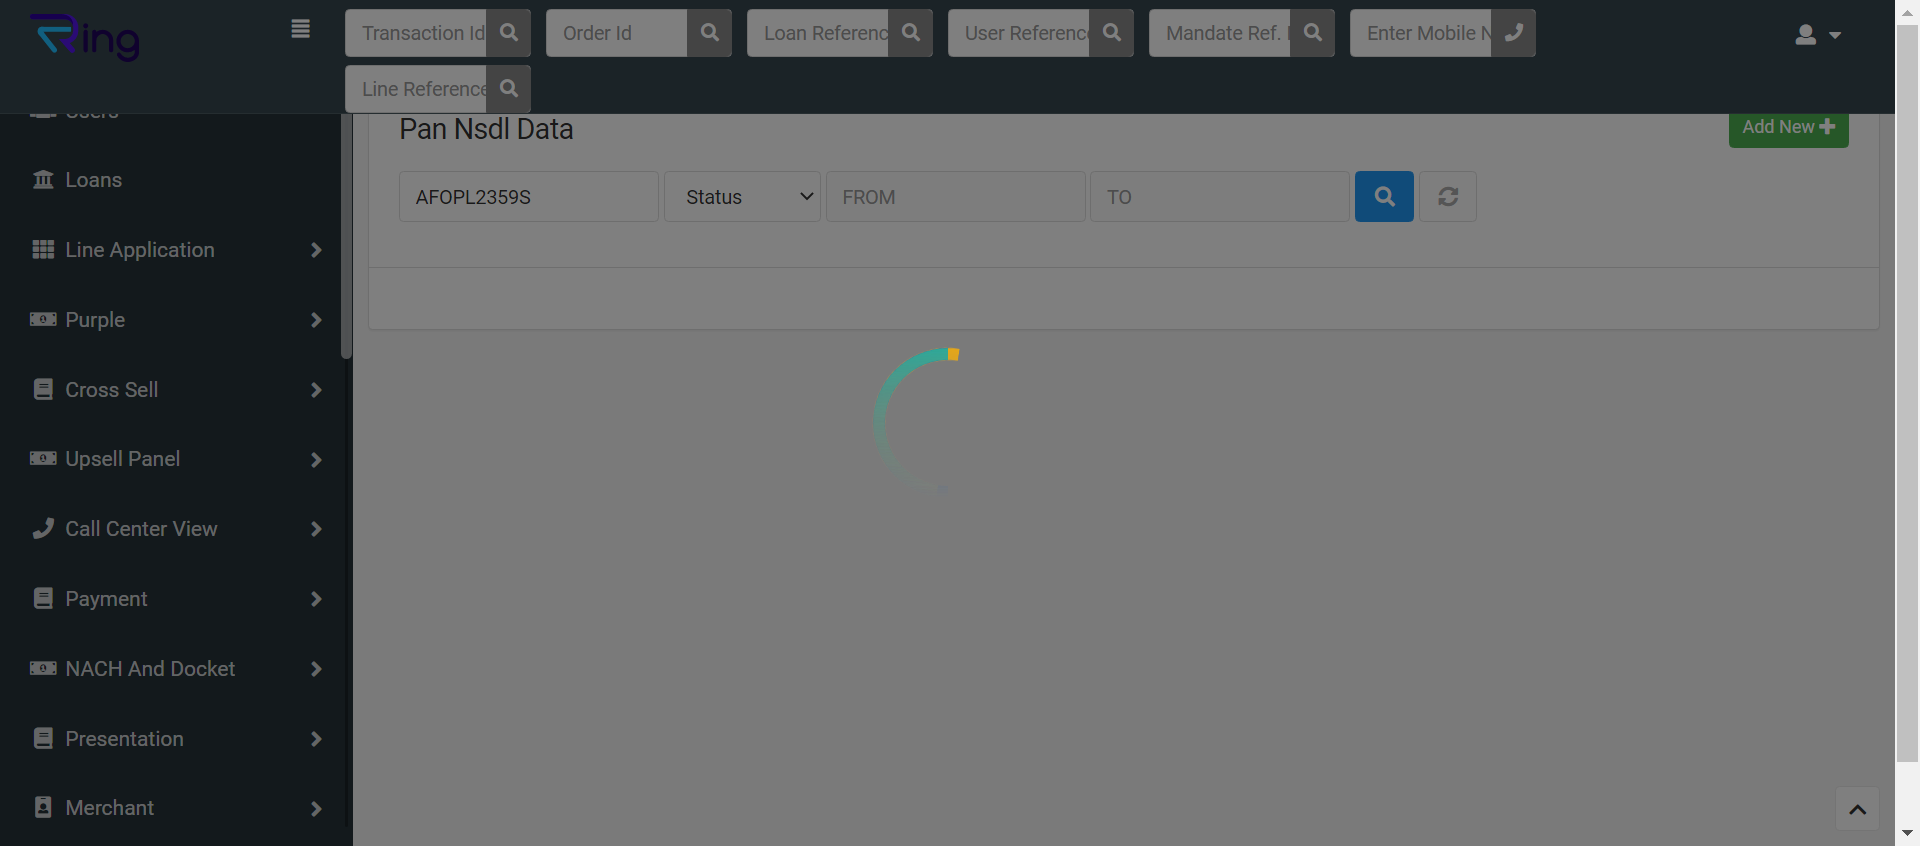 Ring
Transaction Id
Order Id
Loan Referenc
User Referenc
Mandate Ref.
Enter Mobile N
Line Reference
Users
Loans
Line Application
Purple
Cross Sell
Upsell Panel
Call Center View
Payment
NACH And Docket
Presentation
Merchant
Pan Nsdl Data
Add New
AFOPL2359S
Status
FROM
TO